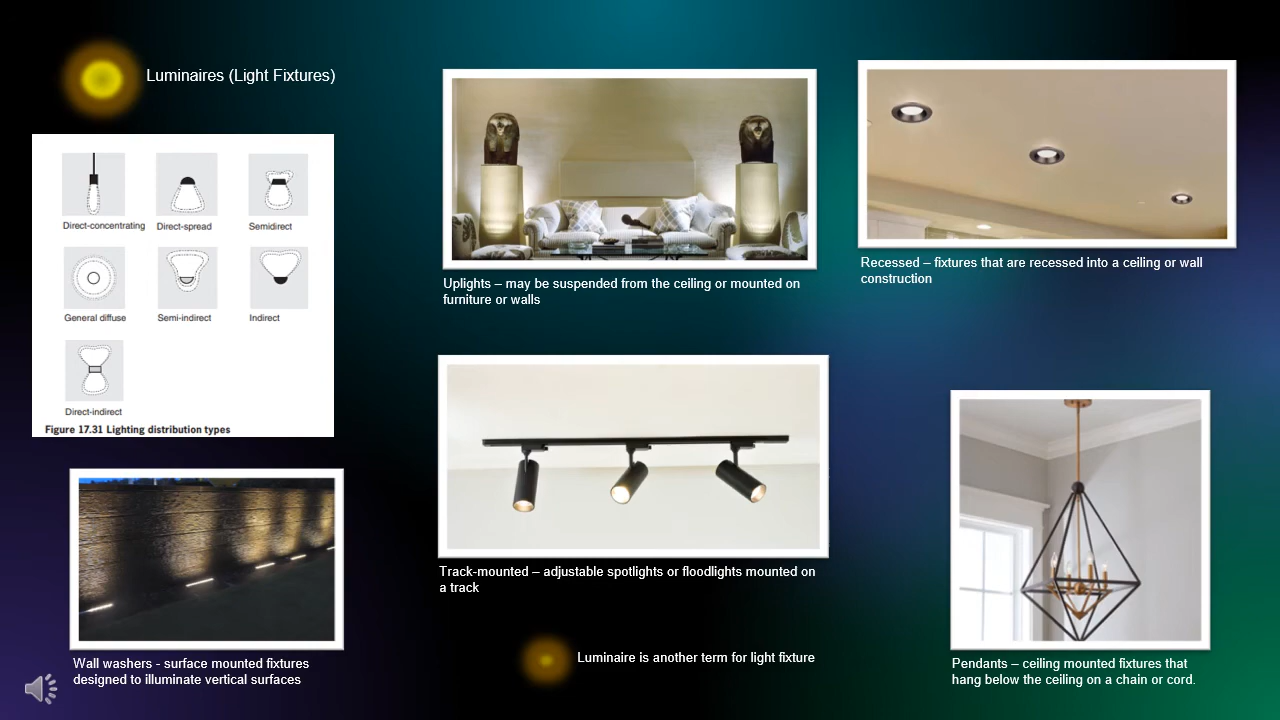 Luminaires (Light Fixtures)
Direct-concentrating
Direct-spread
Semidirect
General diffuse
Semi-indirect
Indirect
Direct-indirect
Figure 17.31 Lighting distribution types
Wall washers - surface mounted fixtures
designed to illuminate vertical surfaces
Uplights – may be suspended from the ceiling or mounted on
furniture or walls
Track-mounted – adjustable spotlights or floodlights mounted on
a track
Luminaire is another term for light fixture
Recessed – fixtures that are recessed into a ceiling or wall
construction
Pendants – ceiling mounted fixtures that
hang below the ceiling on a chain or cord.